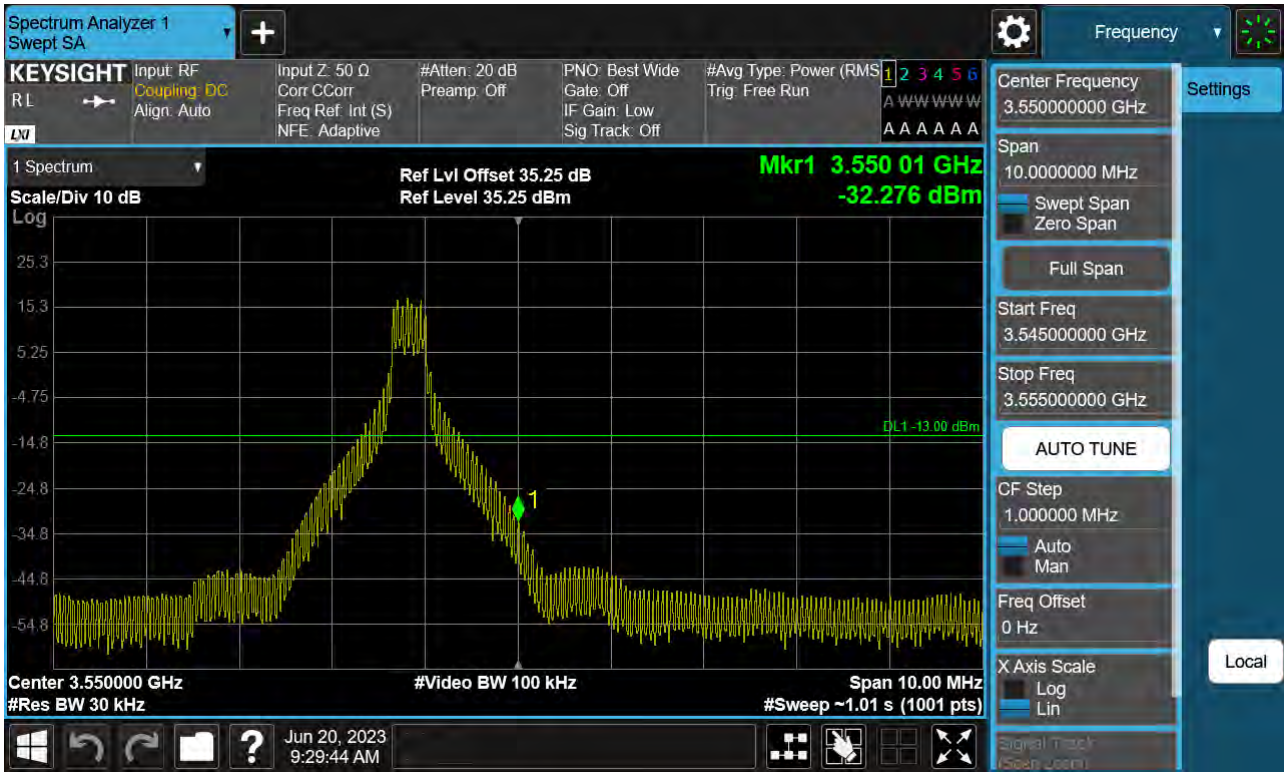 Spectrum Analyzer 1
Swept SA
Frequency
KEYSIGHT
RL
LXI
Input: RF
Coupling: DC
Align: Auto
Input Z: 50 Ω
Corr CCorr
Freq Ref: Int (S)
NFE: Adaptive
#Atten: 20 dB
Preamp: Off
PNO: Best Wide
Gate: Off
IF Gain: Low
Sig Track: Off
#Avg Type: Power (RMS
Trig: Free Run
1 2 3 4 5 6
A W W W W W
A A A A A A
1 Spectrum
Scale/Div 10 dB
Log
Ref Lvl Offset 35.25 dB
Ref Level 35.25 dBm
Mkr1 3.550 01 GHz
-32.276 dBm
25.3
15.3
5.25
-4.75
-14.8
-24.8
-34.8
-44.8
-54.8
DL1 -13.00 dBm
1
Center 3.550000 GHz
#Res BW 30 kHz
#Video BW 100 kHz
Span 10.00 MHz
#Sweep ~1.01 s (1001 pts)
Center Frequency
3.550000000 GHz
Settings
Span
10.0000000 MHz
Swept Span
Zero Span
Full Span
Start Freq
3.545000000 GHz
Stop Freq
3.555000000 GHz
AUTO TUNE
CF Step
1.000000 MHz
Auto
Man
Freq Offset
0 Hz
X Axis Scale
Log
Lin
Local
Signal Track
(Span Zoom)
?
Jun 20, 2023
9:29:44 AM